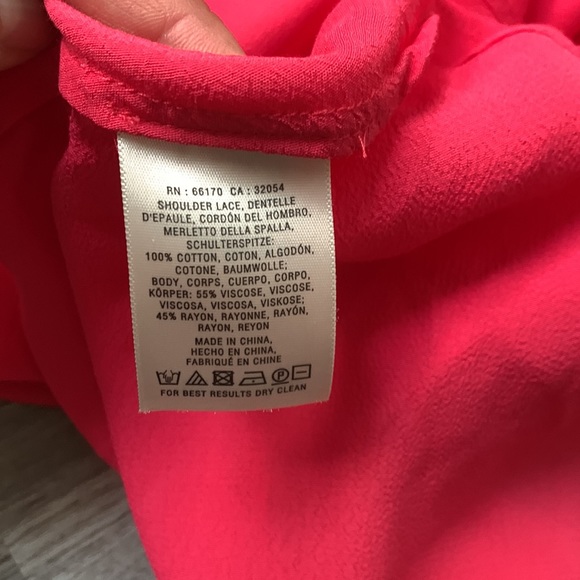 RN : 66170 CA : 32054
SHOULDER LACE, DENTELLE
D'EPAULE, CORDÓN DEL HOMBRO,
MERLETTO DELLA SPALLA,
SCHULTERSPITZE:
100% COTTON, COTON, ALGODÓN,
COTONE, BAUMWOLLE;
BODY, CORPS, CUERPO, CORPO,
KÖRPER: 55% VISCOSE, VISCOSE,
VISCOSA, VISCOSA, VISKOSE;
45% RAYON, RAYONNE, RAYÓN,
RAYON, REYON
MADE IN CHINA,
HECHO EN CHINA,
FABRIQUÉ EN CHINE
P
FOR BEST RESULTS DRY CLEAN